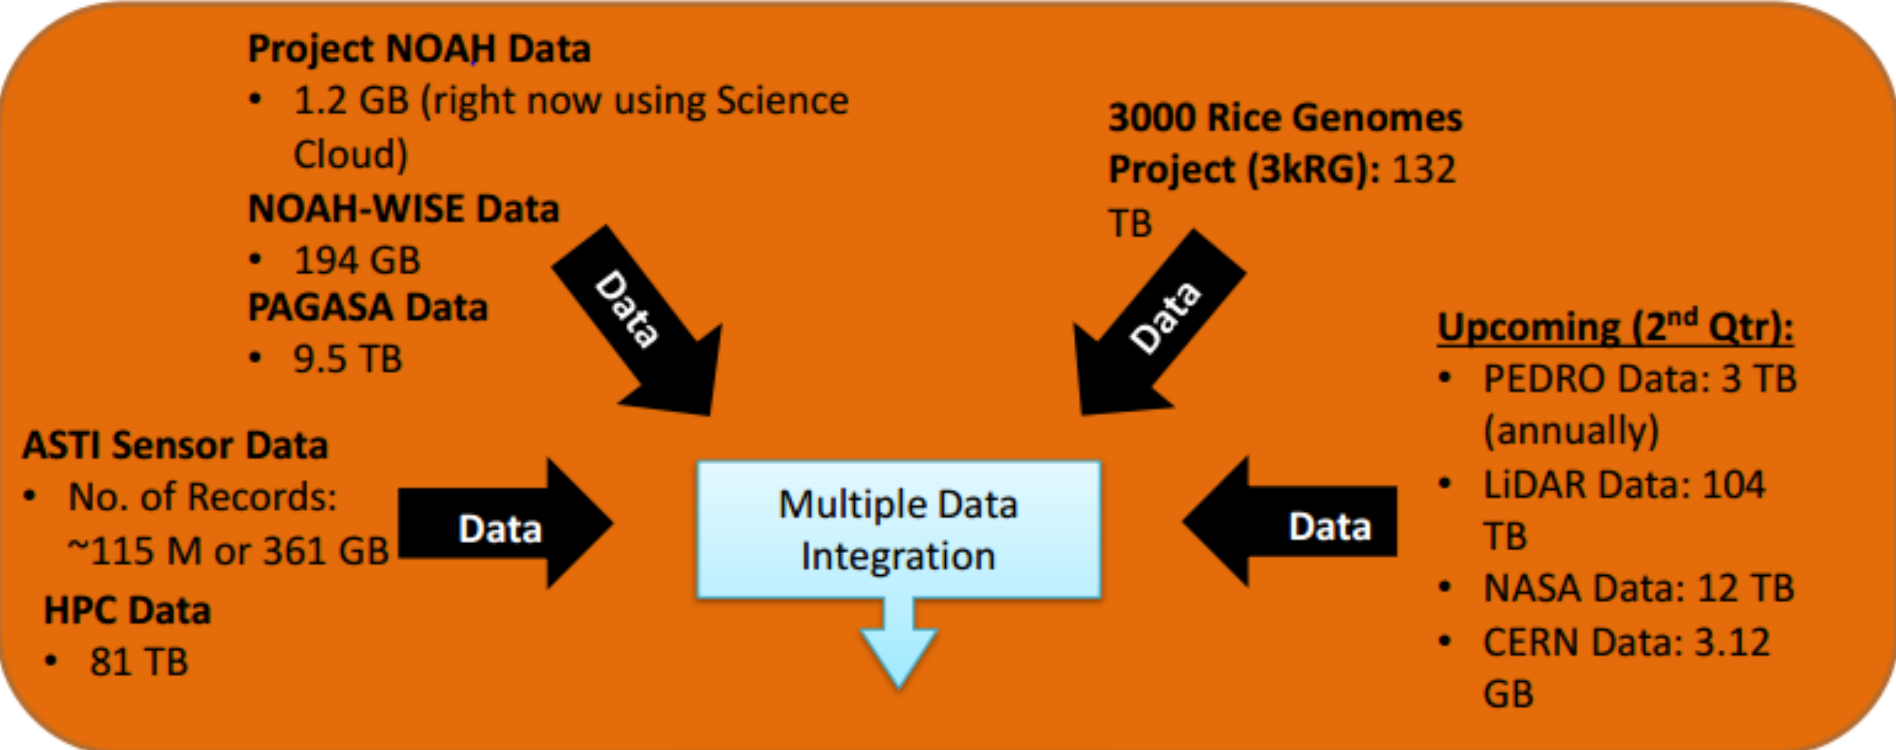 Project NOAH Data
• 1.2 GB (right now using Science
Cloud)
NOAH-WISE Data
• 194 GB
PAGASA Data
• 9.5 TB
Data
3000 Rice Genomes
Project (3kRG): 132
TB
Data
ASTI Sensor Data
• No. of Records:
~115 M or 361 GB
HPC Data
• 81 TB
Data
Multiple Data
Integration
Data
Upcoming (2nd Qtr):
• PEDRO Data: 3 TB
(annually)
• LiDAR Data: 104
TB
• NASA Data: 12 TB
• CERN Data: 3.12
GB